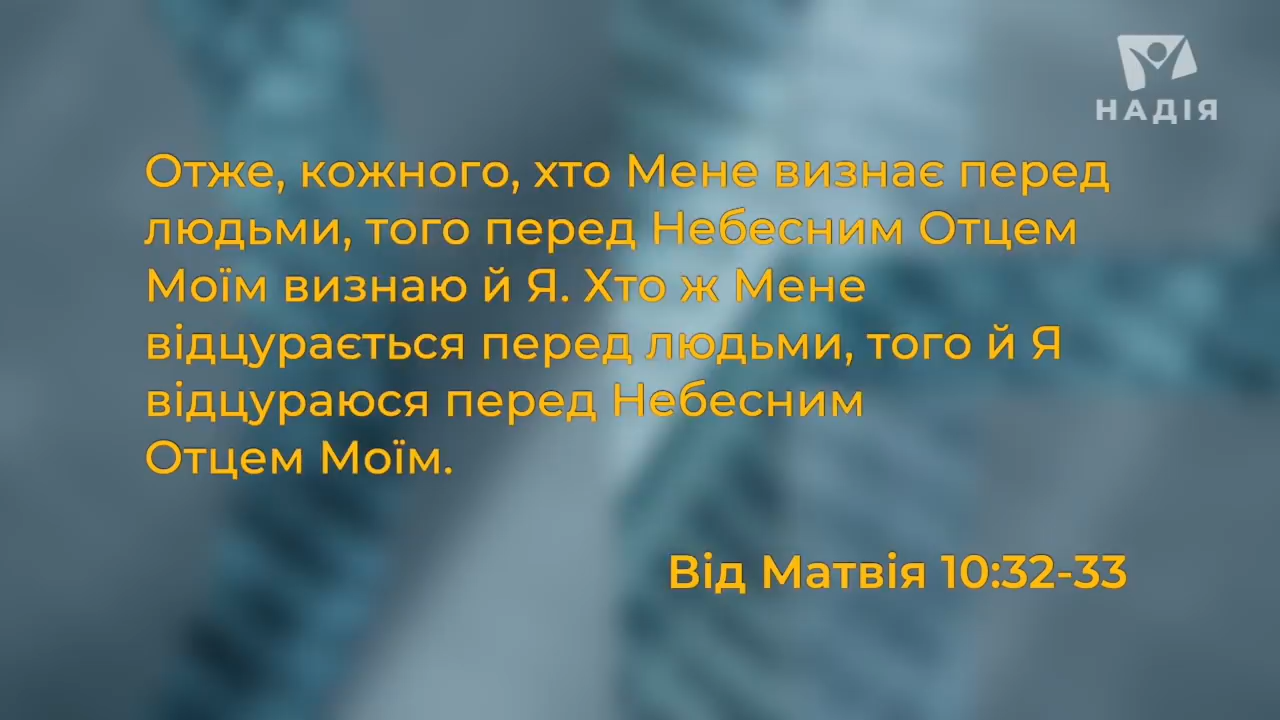 НАДІЯ
Отже, кожного, хто Мене визнає перед
людьми, того перед Небесним Отцем
Моїм визнаю й Я. Хто ж Мене
відцурається перед людьми, того й Я
відцураюся перед Небесним
Отцем Моїм.
Від Матвія 10:32-33